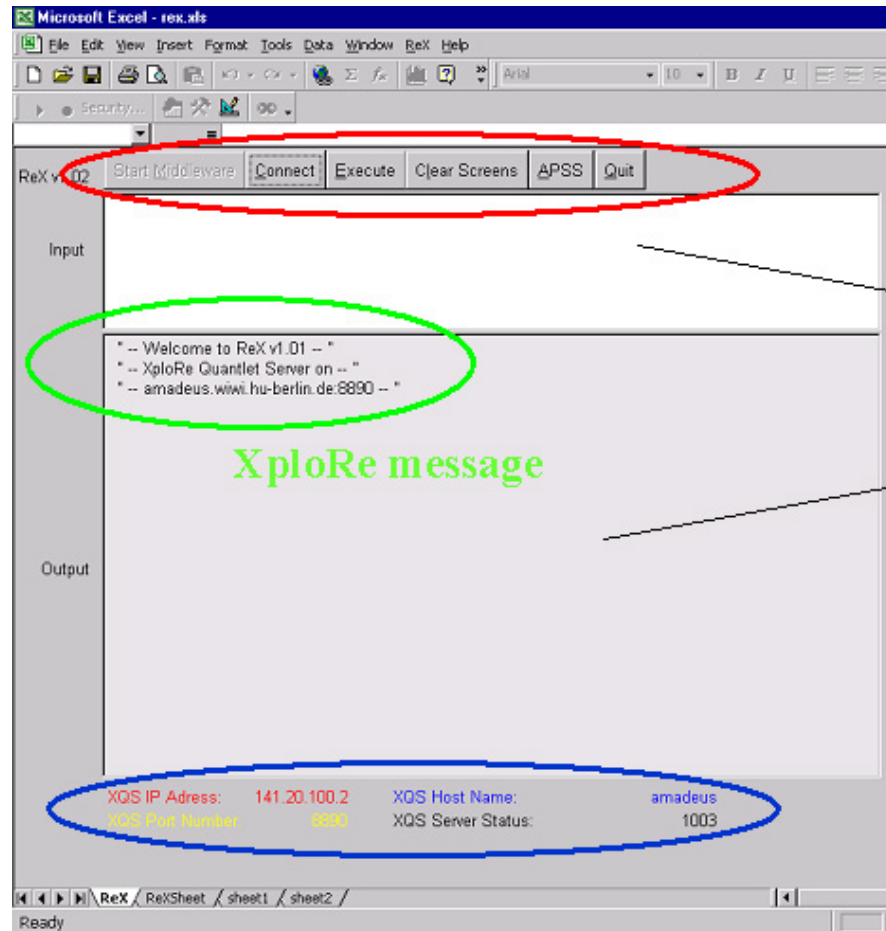 Microsoft Excel - rex.xls
File Edit View Insert Format Tools Data Window ReX Help
Arial 10 B I U
Security...
=
ReX v1.02 Start Middleware Connect Execute Clear Screens APSS Quit
Input
" -- Welcome to ReX v1.01 -- "
" -- XploRe Quantlet Server on -- "
" -- amadeus.wiwi.hu-berlin.de:8890 -- "
XploRe message
Output
XQS IP Adress: 141.20.100.2 XQS Host Name: amadeus
XQS Port Number: 8890 XQS Server Status: 1003
ReX ReXSheet sheet1 sheet2
Ready